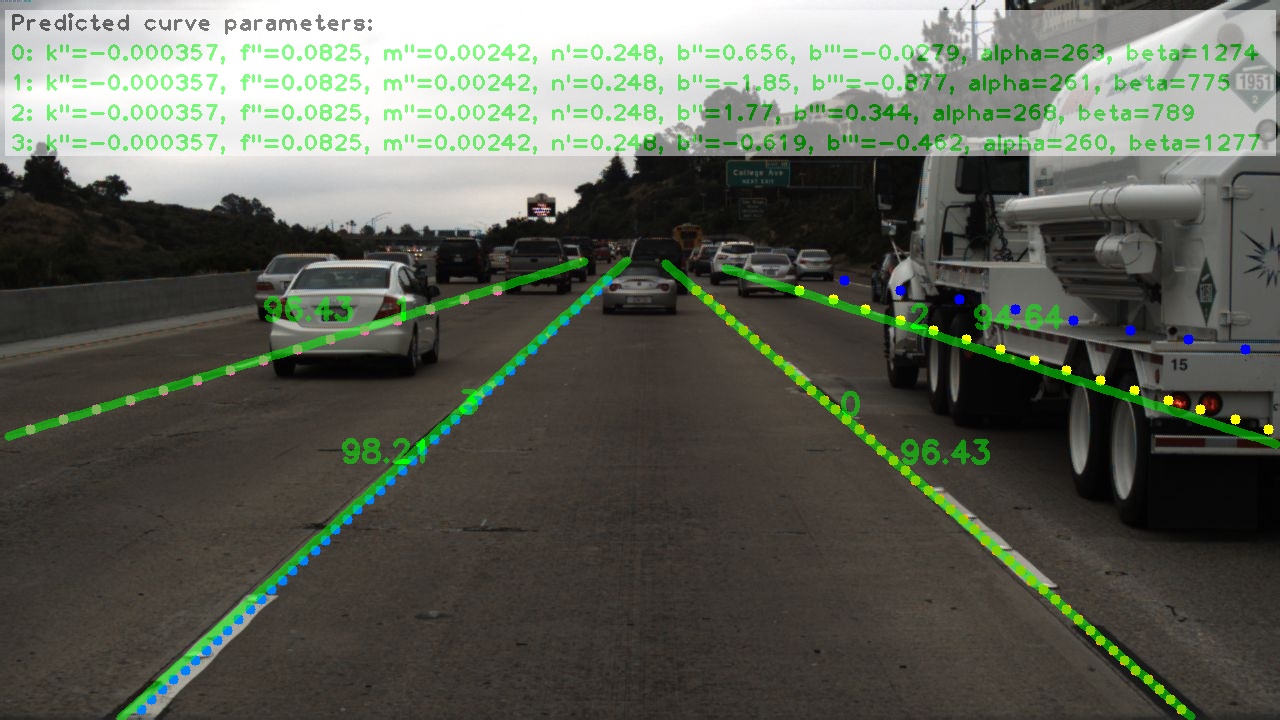 Predicted curve parameters:
0: k"=-0.000357, f"=0.0825, m"=0.00242, n'=0.248, b"=0.656, b'''=-0.0279, alpha=263, beta=1274
1: k"=-0.000357, f"=0.0825, m"=0.00242, n'=0.248, b"=-1.85, b'''=-0.877, alpha=261, beta=775
2: k"=-0.000357, f"=0.0825, m"=0.00242, n'=0.248, b"=1.77, b'''=0.344, alpha=268, beta=789
3: k"=-0.000357, f"=0.0825, m"=0.00242, n'=0.248, b"=-0.619, b'''=-0.462, alpha=260, beta=1277
1951
2
College Ave
NEXT EXIT
96.43
1
2
94.64
15
3
0
98.21
96.43